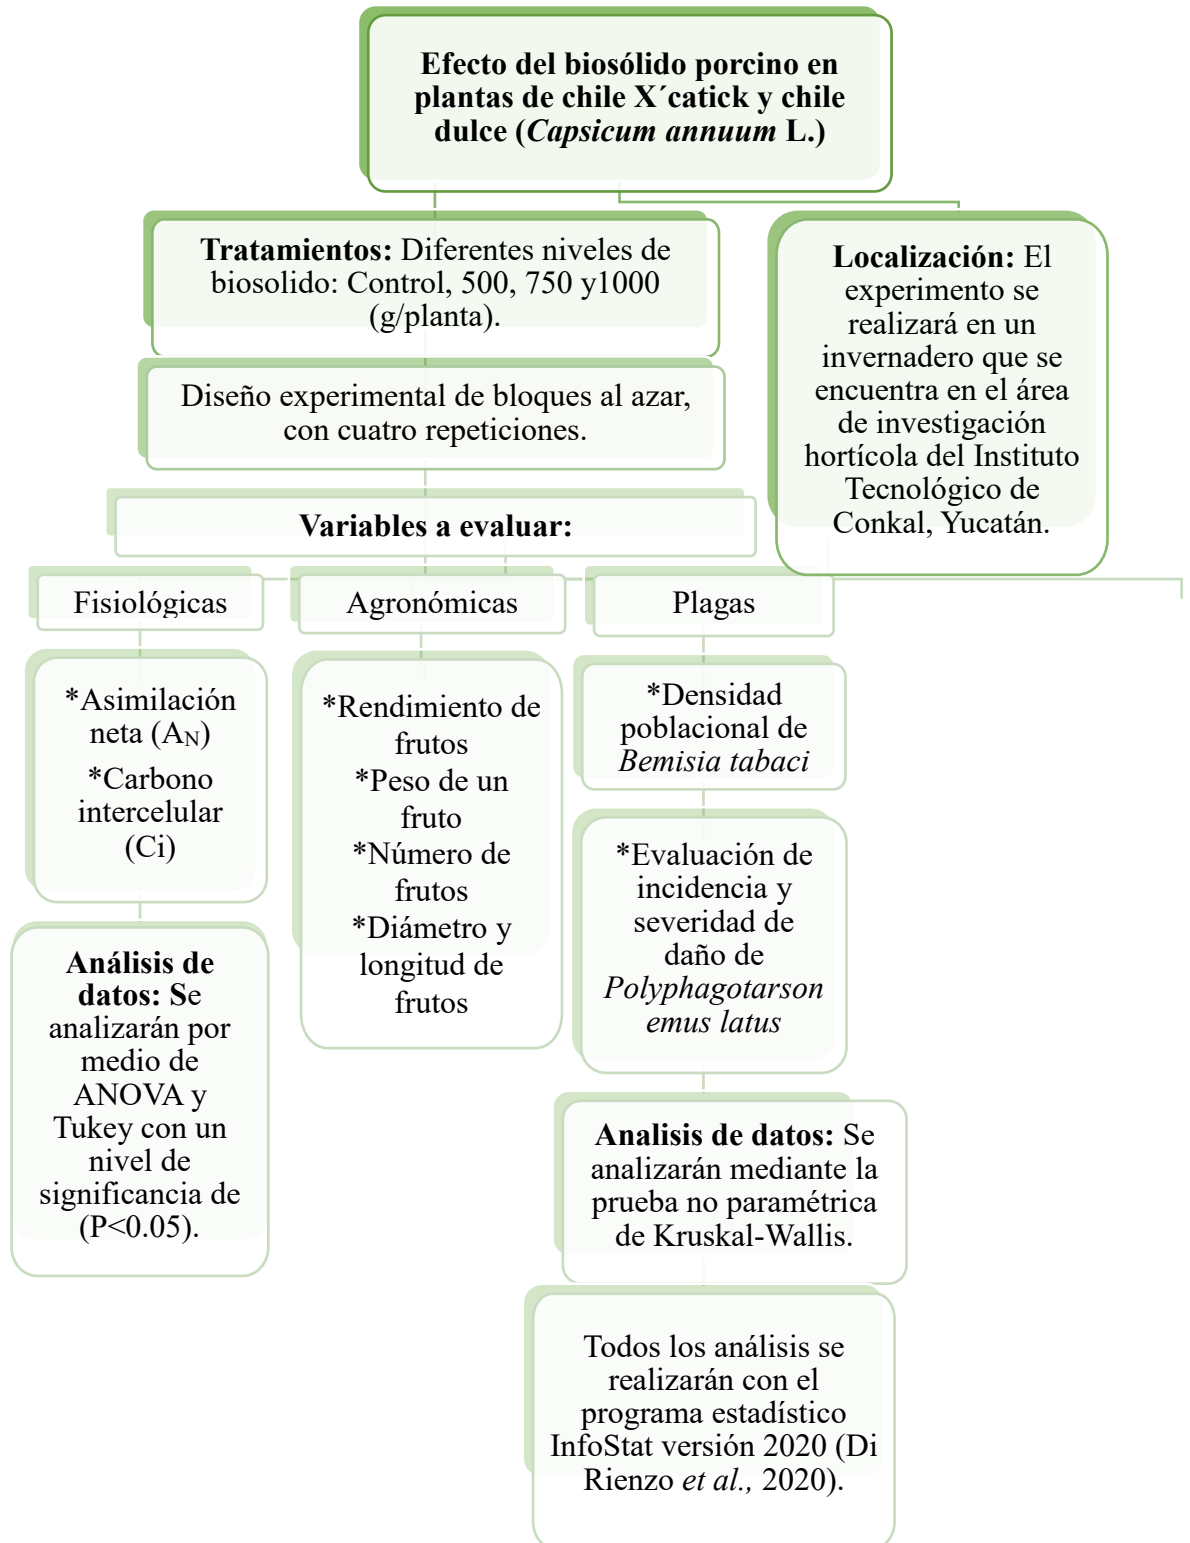 Efecto del biosólido porcino en
plantas de chile X´catick y chile
dulce (Capsicum annuum L.)
Tratamientos: Diferentes niveles de
biosolido: Control, 500, 750 y1000
(g/planta).
Localización: El
experimento se
realizará en un
invernadero que se
encuentra en el área
de investigación
hortícola del Instituto
Tecnológico de
Conkal, Yucatán.
Diseño experimental de bloques al azar,
con cuatro repeticiones.
Variables a evaluar:
Fisiológicas
*Asimilación
neta (AN)
*Carbono
intercelular
(Ci)
Análisis de
datos: Se
analizarán por
medio de
ANOVA y
Tukey con un
nivel de
significancia de
(P<0.05).
Agronómicas
*Rendimiento de
frutos
*Peso de un
fruto
*Número de
frutos
*Diámetro y
longitud de
frutos
Plagas
*Densidad
poblacional de
Bemisia tabaci
*Evaluación de
incidencia y
severidad de
daño de
Polyphagotarson
emus latus
Analisis de datos: Se
analizarán mediante la
prueba no paramétrica
de Kruskal-Wallis.
Todos los análisis se
realizarán con el
programa estadístico
InfoStat versión 2020 (Di
Rienzo et al., 2020).